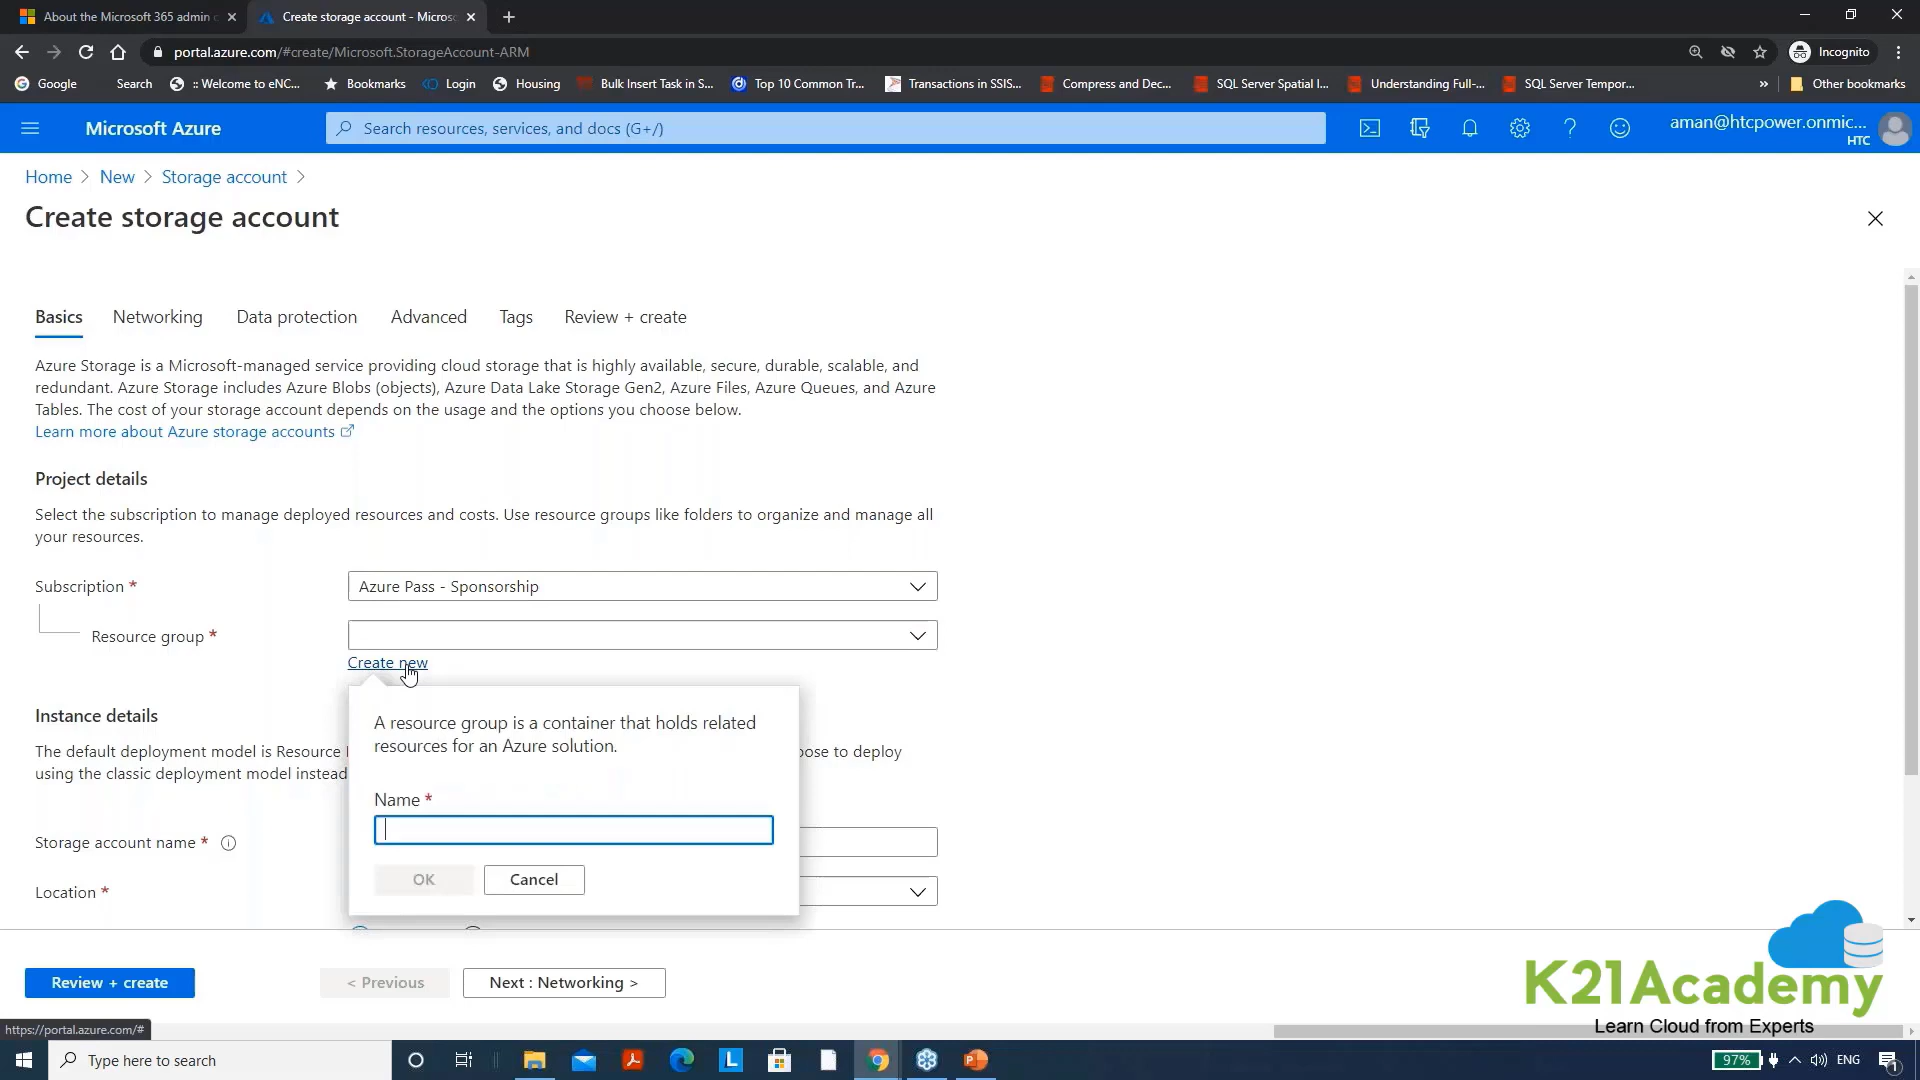 About the Microsoft 365 admin c
Create storage account - Micros
portal.azure.com/#create/Microsoft.StorageAccount-ARM
Incognito
Google
Search
:: Welcome to eNC...
Bookmarks
Login
Housing
Bulk Insert Task in S...
Top 10 Common Tr...
Transactions in SSIS...
Compress and Dec...
SQL Server Spatial I...
Understanding Full-...
SQL Server Tempor...
»
Other bookmarks
Microsoft Azure
Search resources, services, and docs (G+/)
aman@htcpower.onmic...
HTC
Home > New > Storage account >
Create storage account
Basics
Networking
Data protection
Advanced
Tags
Review + create
Azure Storage is a Microsoft-managed service providing cloud storage that is highly available, secure, durable, scalable, and
redundant. Azure Storage includes Azure Blobs (objects), Azure Data Lake Storage Gen2, Azure Files, Azure Queues, and Azure
Tables. The cost of your storage account depends on the usage and the options you choose below.
Learn more about Azure storage accounts
Project details
Select the subscription to manage deployed resources and costs. Use resource groups like folders to organize and manage all
your resources.
Subscription *
Azure Pass - Sponsorship
Resource group *
Create new
A resource group is a container that holds related
resources for an Azure solution.
Name *
OK
Cancel
Instance details
The default deployment model is Resource
oose to deploy
using the classic deployment model instead
Storage account name *
Location *
Review + create
< Previous
Next : Networking >
K21Academy
Learn Cloud from Experts
https://portal.azure.com/#
Type here to search
97%
ENG
1